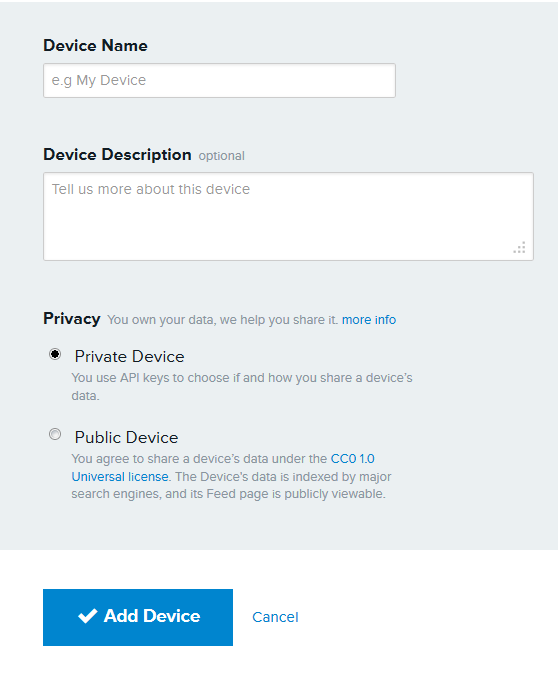 Device Name
e.g My Device
Device Description optional
Tell us more about this device
Privacy You own your data, we help you share it. more info
Private Device
You use API keys to choose if and how you share a device's
data.
Public Device
You agree to share a device's data under the CC0 1.0
Universal license. The Device's data is indexed by major
search engines, and its Feed page is publicly viewable.
Add Device Cancel